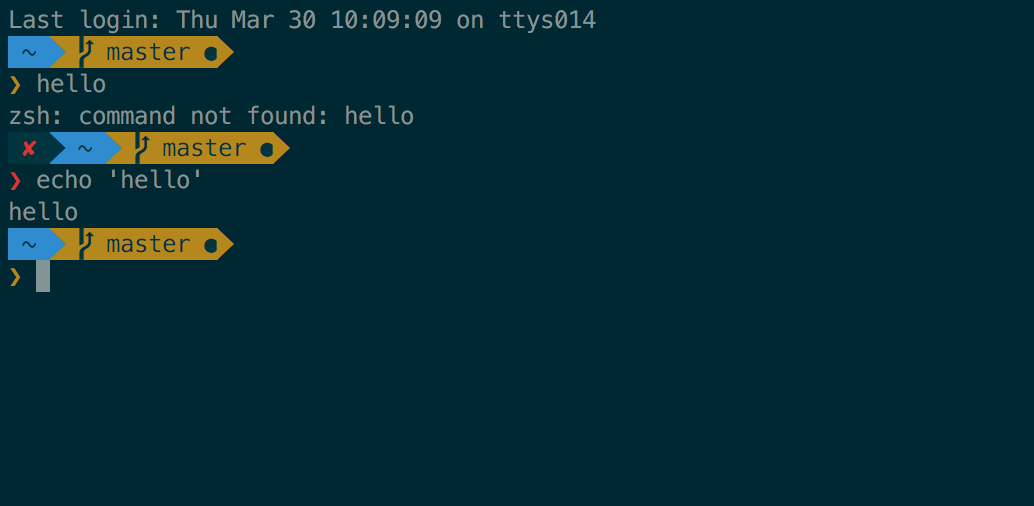 Last login: Thu Mar 30 10:09:09 on ttys014
~ master ●
❯ hello
zsh: command not found: hello
✘ ~ master ●
❯ echo 'hello'
hello
~ master ●
❯